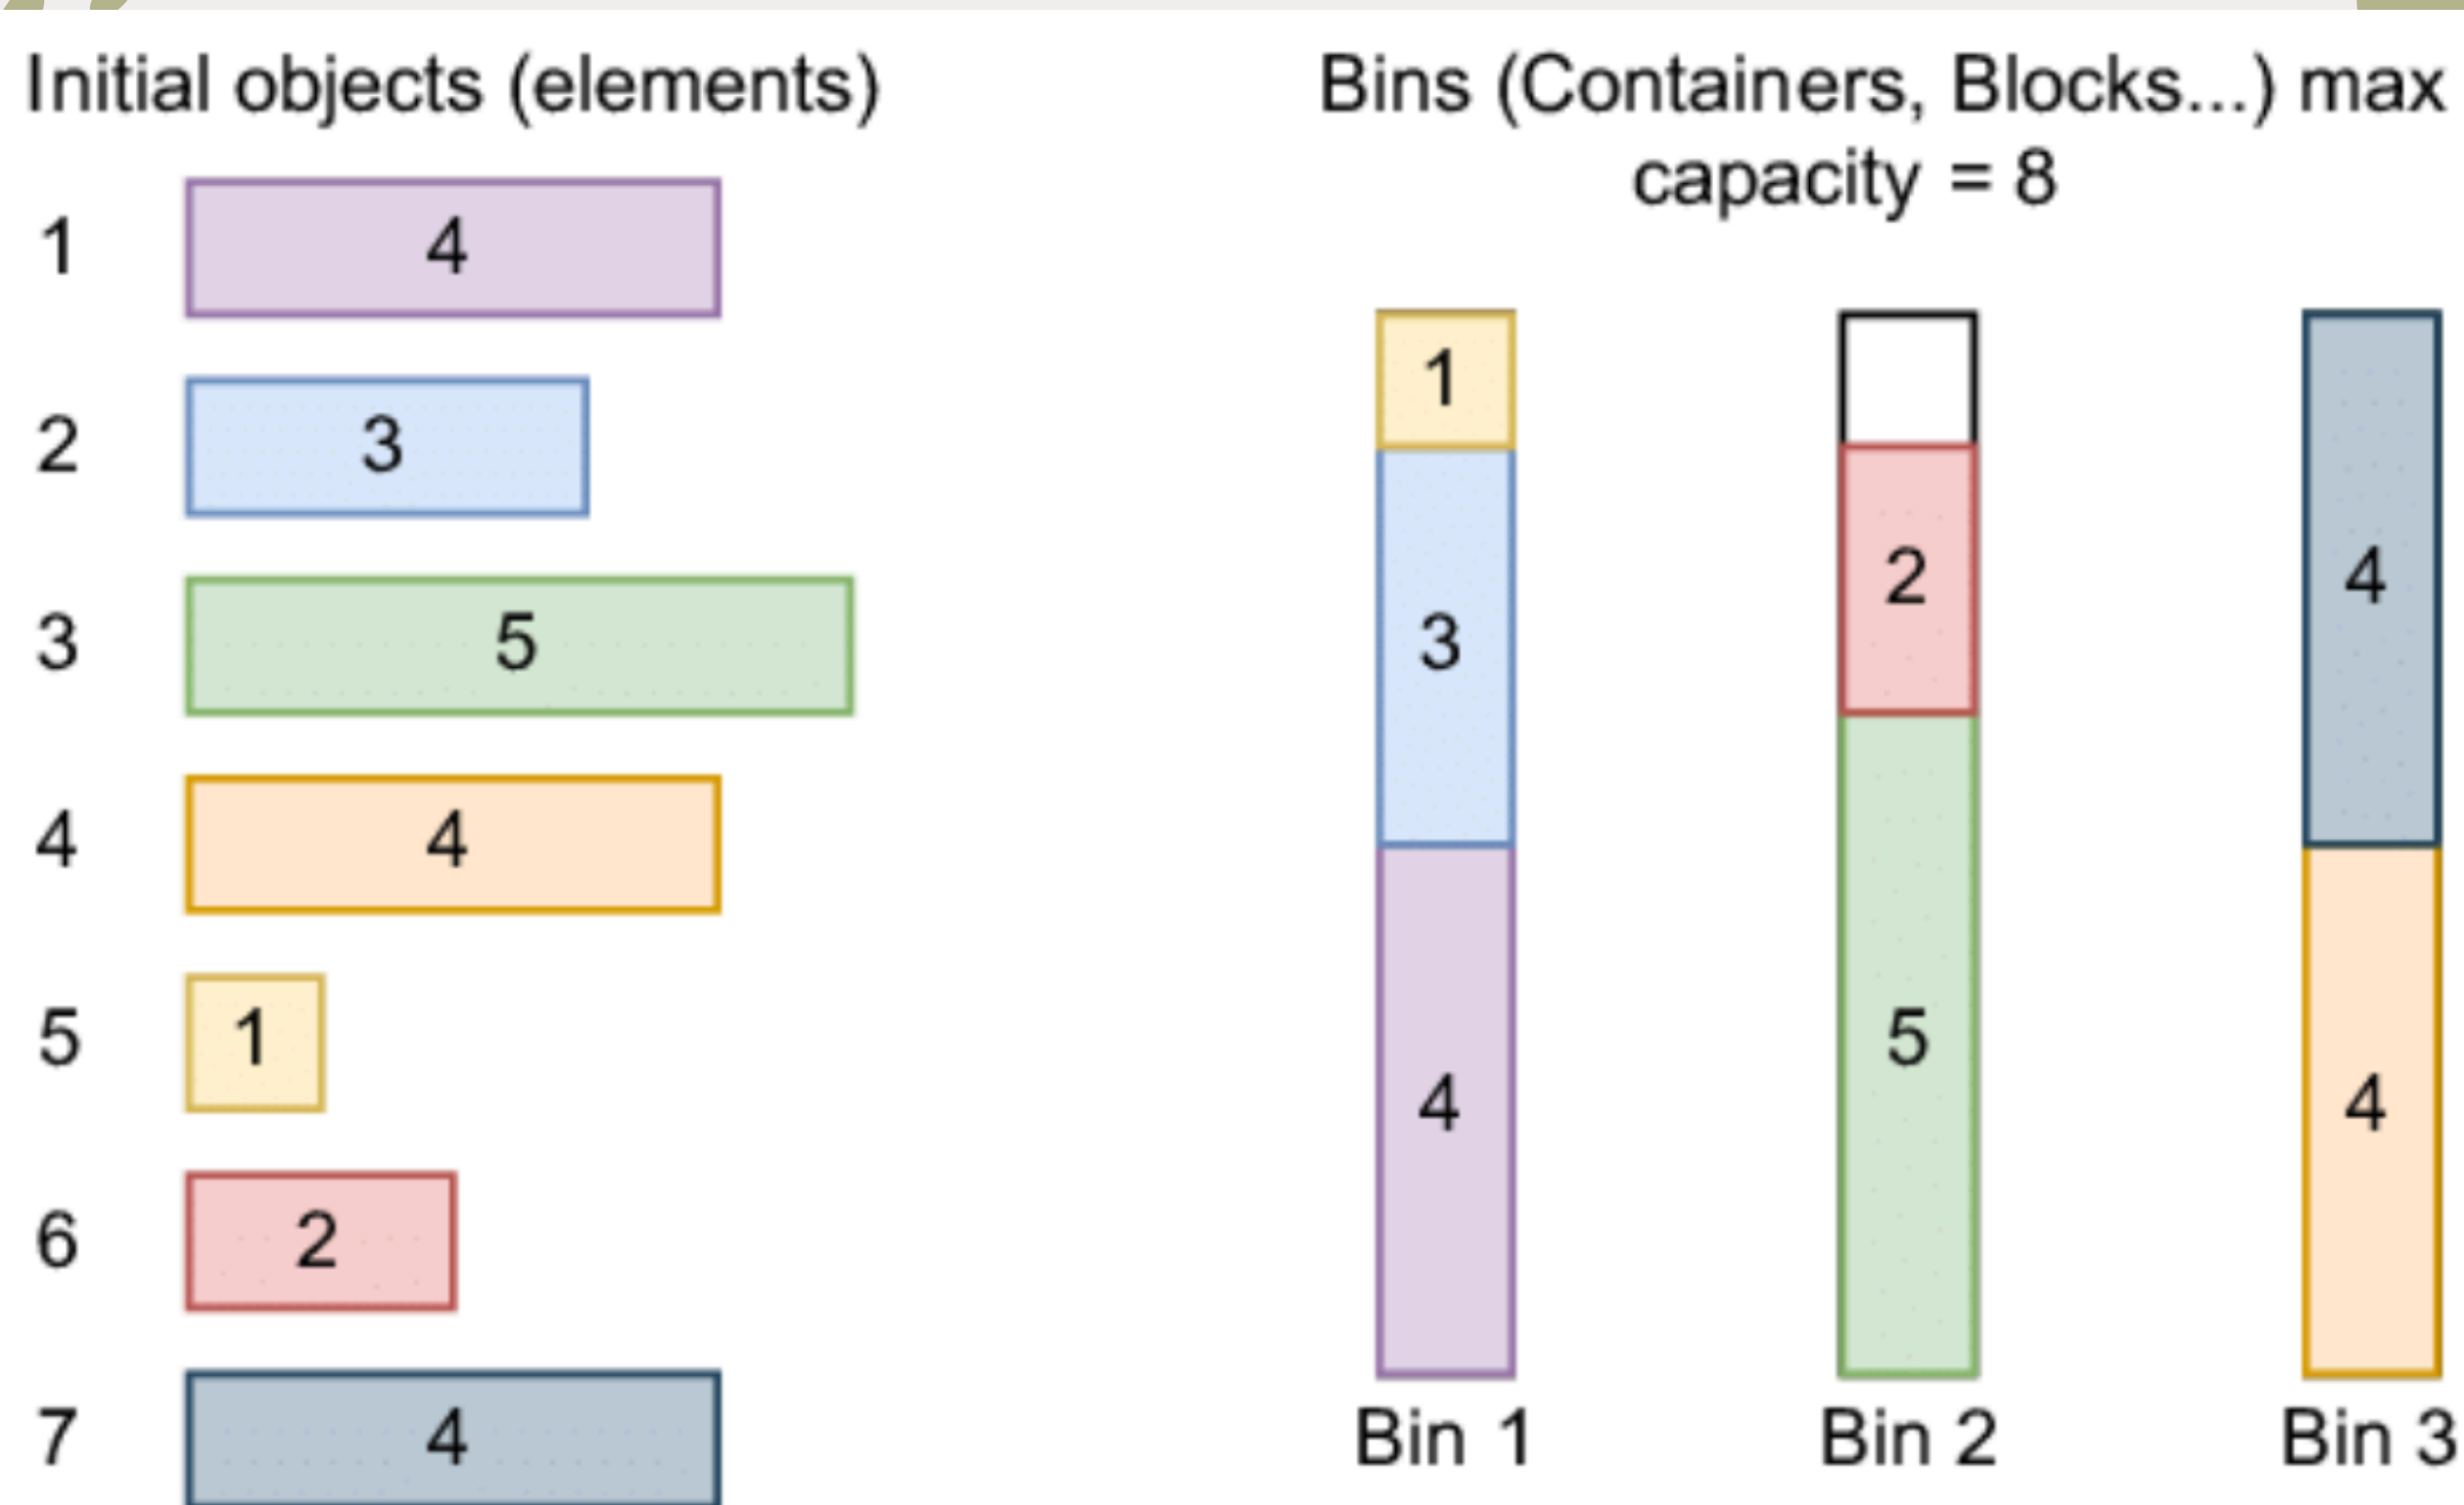 Initial objects (elements)
1 4
2 3
3 5
4 4
5 1
6 2
7 4
Bins (Containers, Blocks...) max
capacity = 8
1
3
4
Bin 1
2
5
Bin 2
4
4
Bin 3